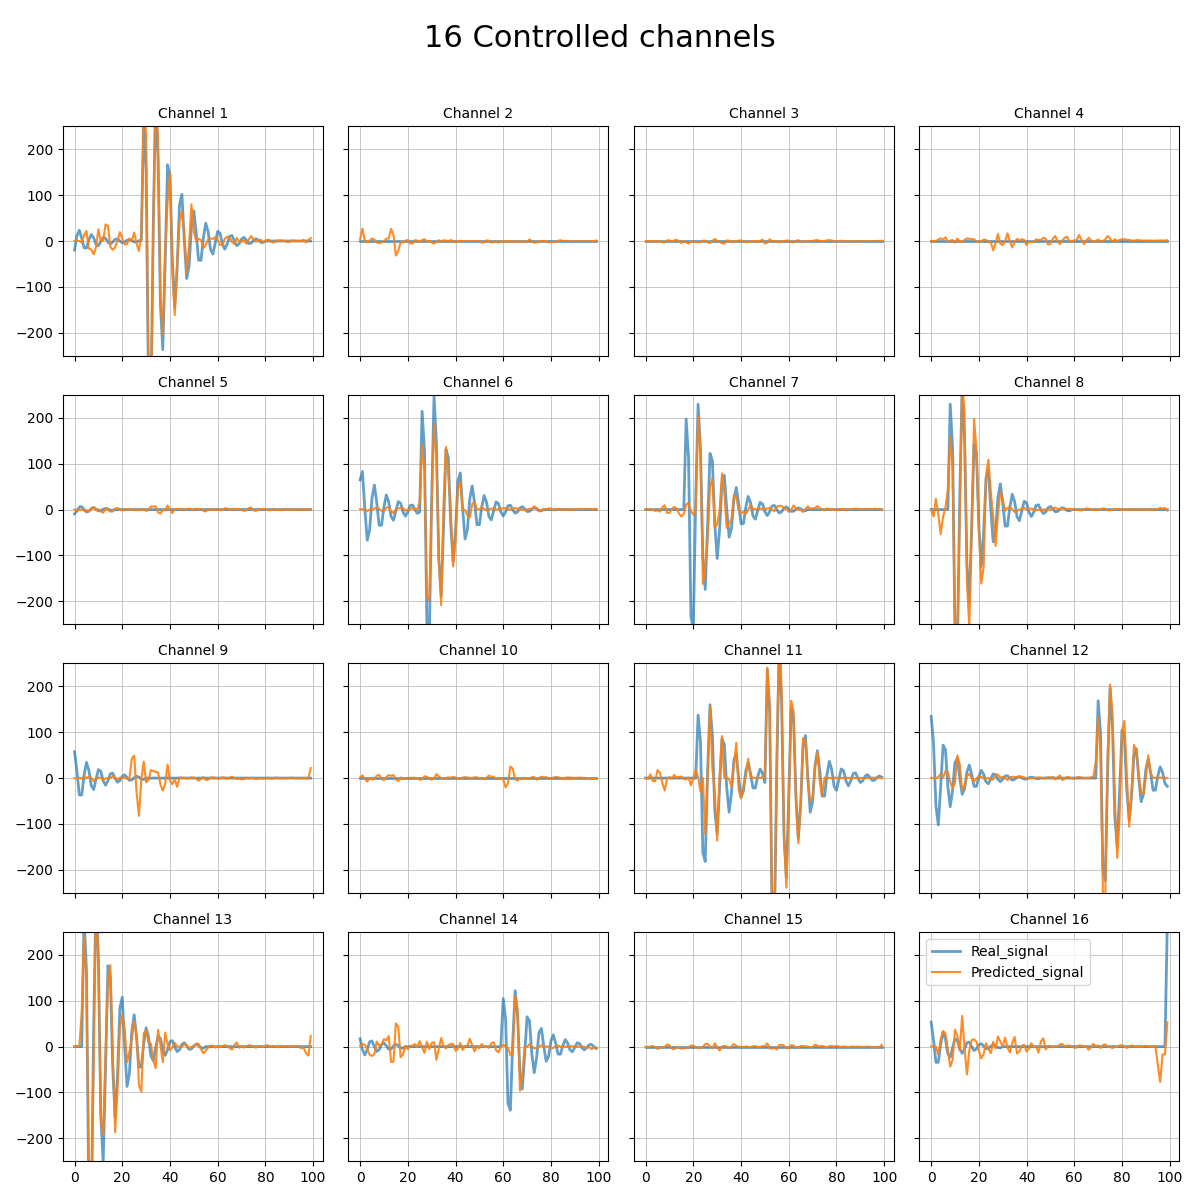 16 Controlled channels
Channel 1
Channel 2
Channel 3
Channel 4
200
100
0
−100
−200
Channel 5
Channel 6
Channel 7
Channel 8
200
100
0
−100
−200
Channel 9
Channel 10
Channel 11
Channel 12
200
100
0
−100
−200
Channel 13
Channel 14
Channel 15
Channel 16
200
100
0
−100
−200
Real_signal
Predicted_signal
0 20 40 60 80 100
0 20 40 60 80 100
0 20 40 60 80 100
0 20 40 60 80 100